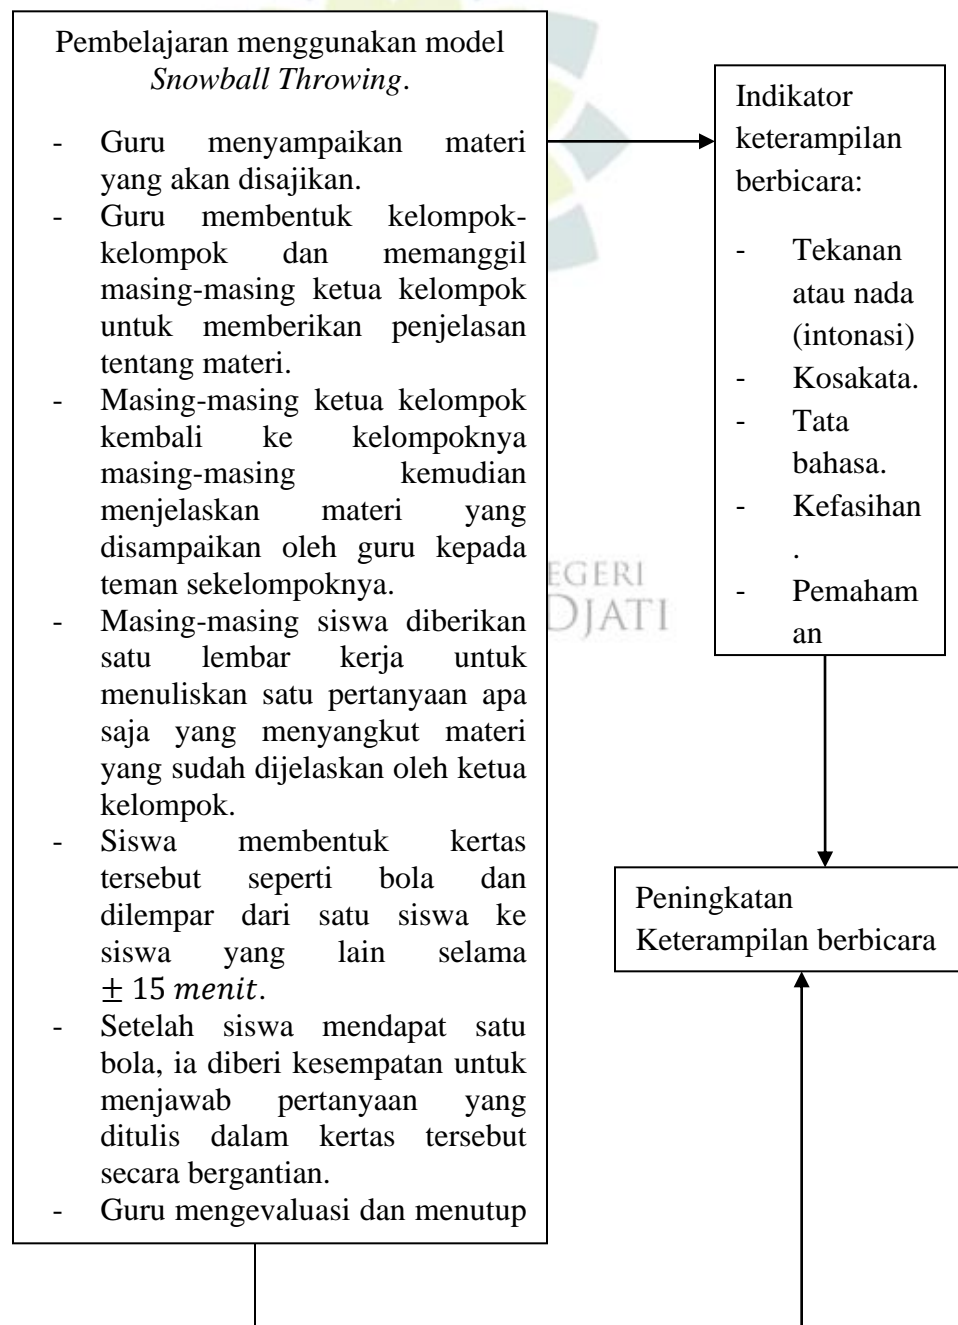 Pembelajaran menggunakan model
Snowball Throwing.
- Guru menyampaikan materi
yang akan disajikan.
- Guru membentuk kelompok-
kelompok dan memanggil
masing-masing ketua kelompok
untuk memberikan penjelasan
tentang materi.
- Masing-masing ketua kelompok
kembali ke kelompoknya
masing-masing kemudian
menjelaskan materi yang
disampaikan oleh guru kepada
teman sekelompoknya.
- Masing-masing siswa diberikan
satu lembar kerja untuk
menuliskan satu pertanyaan apa
saja yang menyangkut materi
yang sudah dijelaskan oleh ketua
kelompok.
- Siswa membentuk kertas
tersebut seperti bola dan
dilempar dari satu siswa ke
siswa yang lain selama
± 15 menit.
- Setelah siswa mendapat satu
bola, ia diberi kesempatan untuk
menjawab pertanyaan yang
ditulis dalam kertas tersebut
secara bergantian.
- Guru mengevaluasi dan menutup
Indikator
keterampilan
berbicara:
- Tekanan
atau nada
(intonasi)
- Kosakata.
- Tata
bahasa.
- Kefasihan
.
- Pemaham
an
EGERI
DJATI
Peningkatan
Keterampilan berbicara